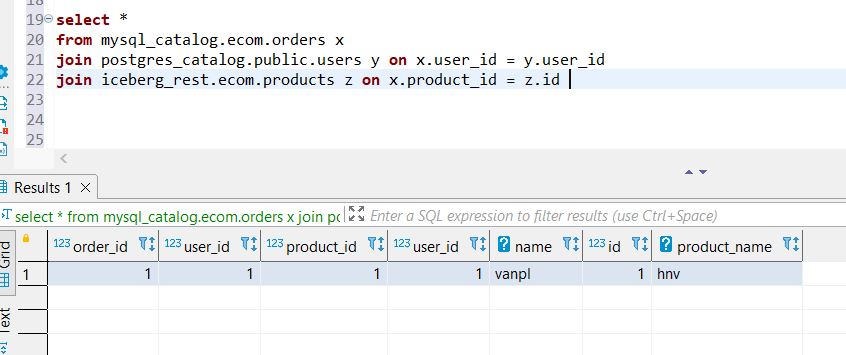 18
19 select *
20 from mysql_catalog.ecom.orders x
21 join postgres_catalog.public.users y on x.user_id = y.user_id
22 join iceberg_rest.ecom.products z on x.product_id = z.id
23
24
25
Results 1
select * from mysql_catalog.ecom.orders x join po Enter a SQL expression to filter results (use Ctrl+Space)
Grid
Text
123 order_id 123 user_id 123 product_id 123 user_id ? name 123 id ? product_name
1 1 1 1 1 vanpl 1 hnv